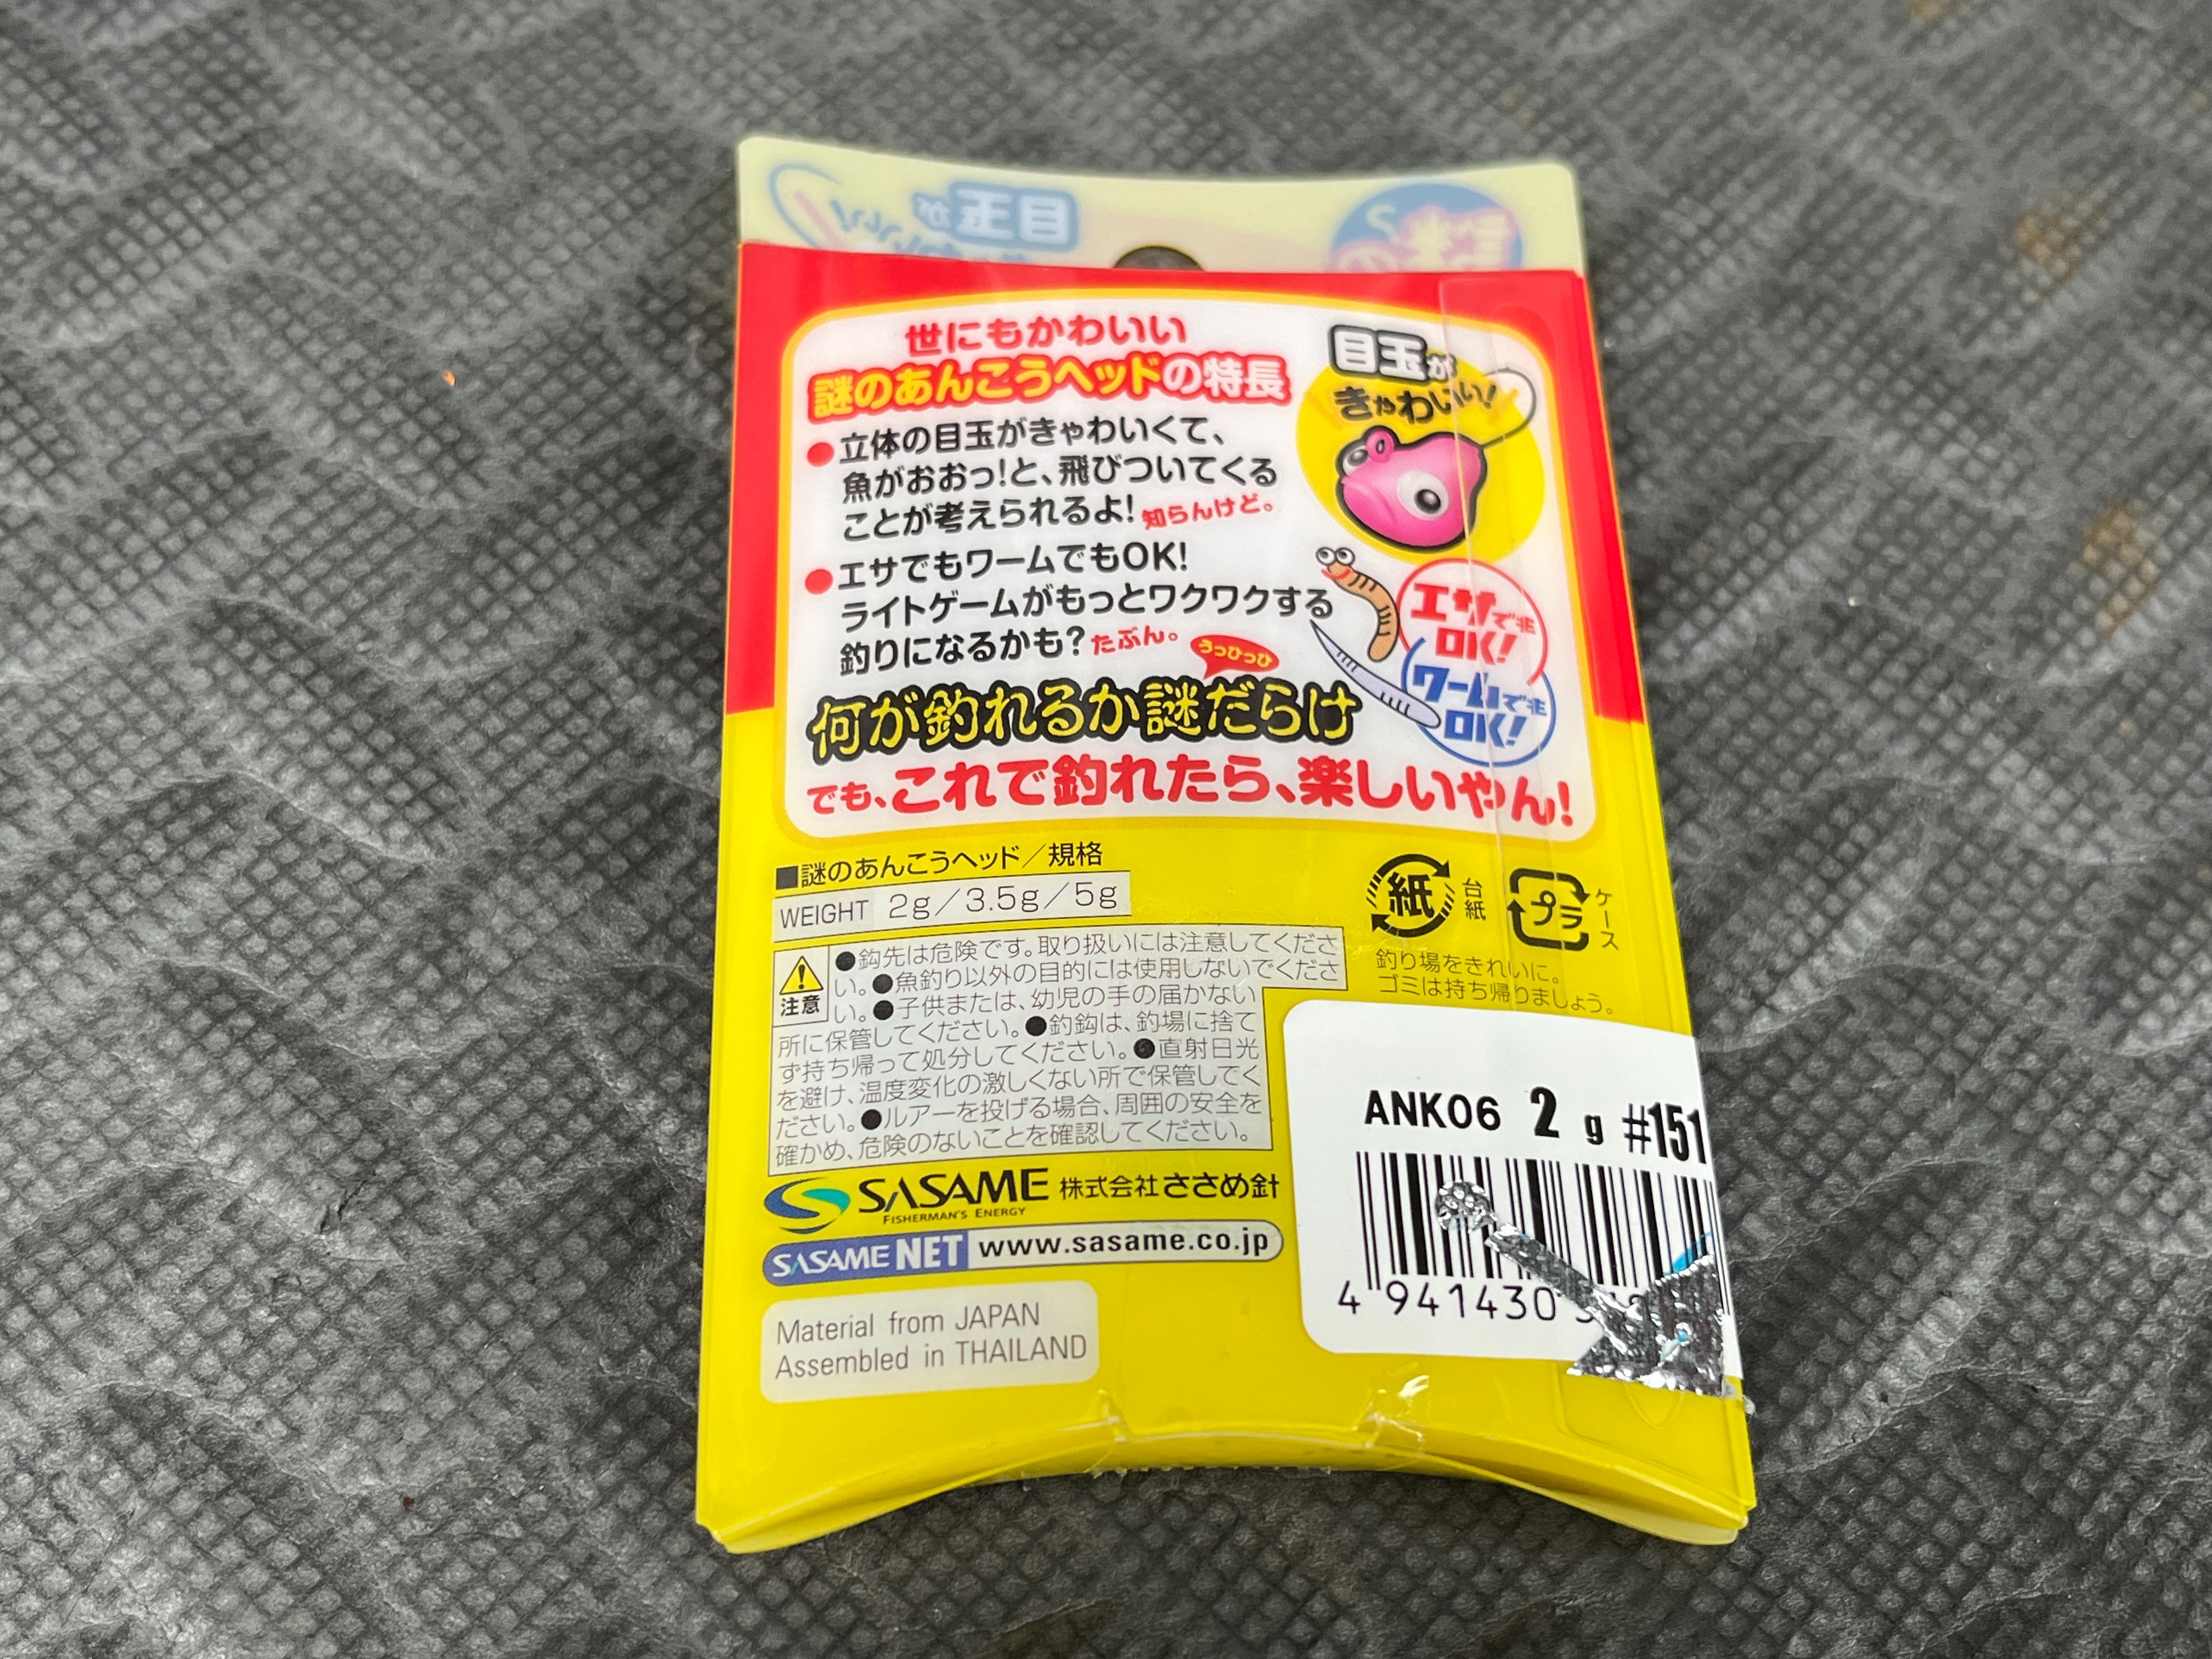 世にもかわいい
謎のあんこうヘッドの特長
●立体の目玉がきゃわいくて、
魚がおおっ!と、飛びついてくる
ことが考えられるよ!知らんけど。
●エサでもワームでもOK!
ライトゲームがもっとワクワクする
釣りになるかも?たぶん。
うっひっひ
何が釣れるか謎だらけ
でも、これで釣れたら、楽しいやん!
目玉が
きゃわいい!
エサでも
OK!
ワームでも
OK!
■謎のあんこうヘッド/規格
WEIGHT 2g/3.5g/5g
注意
●鈎先は危険です。取り扱いには注意してくださ
い。●魚釣り以外の目的には使用しないでくださ
い。●子供または、幼児の手の届かない
所に保管してください。●釣鈎は、釣場に捨て
ず持ち帰って処分してください。●直射日光
を避け、温度変化の激しくない所で保管してく
ださい。●ルアーを投げる場合、周囲の安全を
確かめ、危険のないことを確認してください。
紙
台紙
プラ
ケース
釣り場をきれいに。
ゴミは持ち帰りましょう。
SASAME 株式会社ささめ針
FISHERMAN'S ENERGY
SASAME NET www.sasame.co.jp
Material from JAPAN
Assembled in THAILAND
ANK06 2 g #151
4 941430